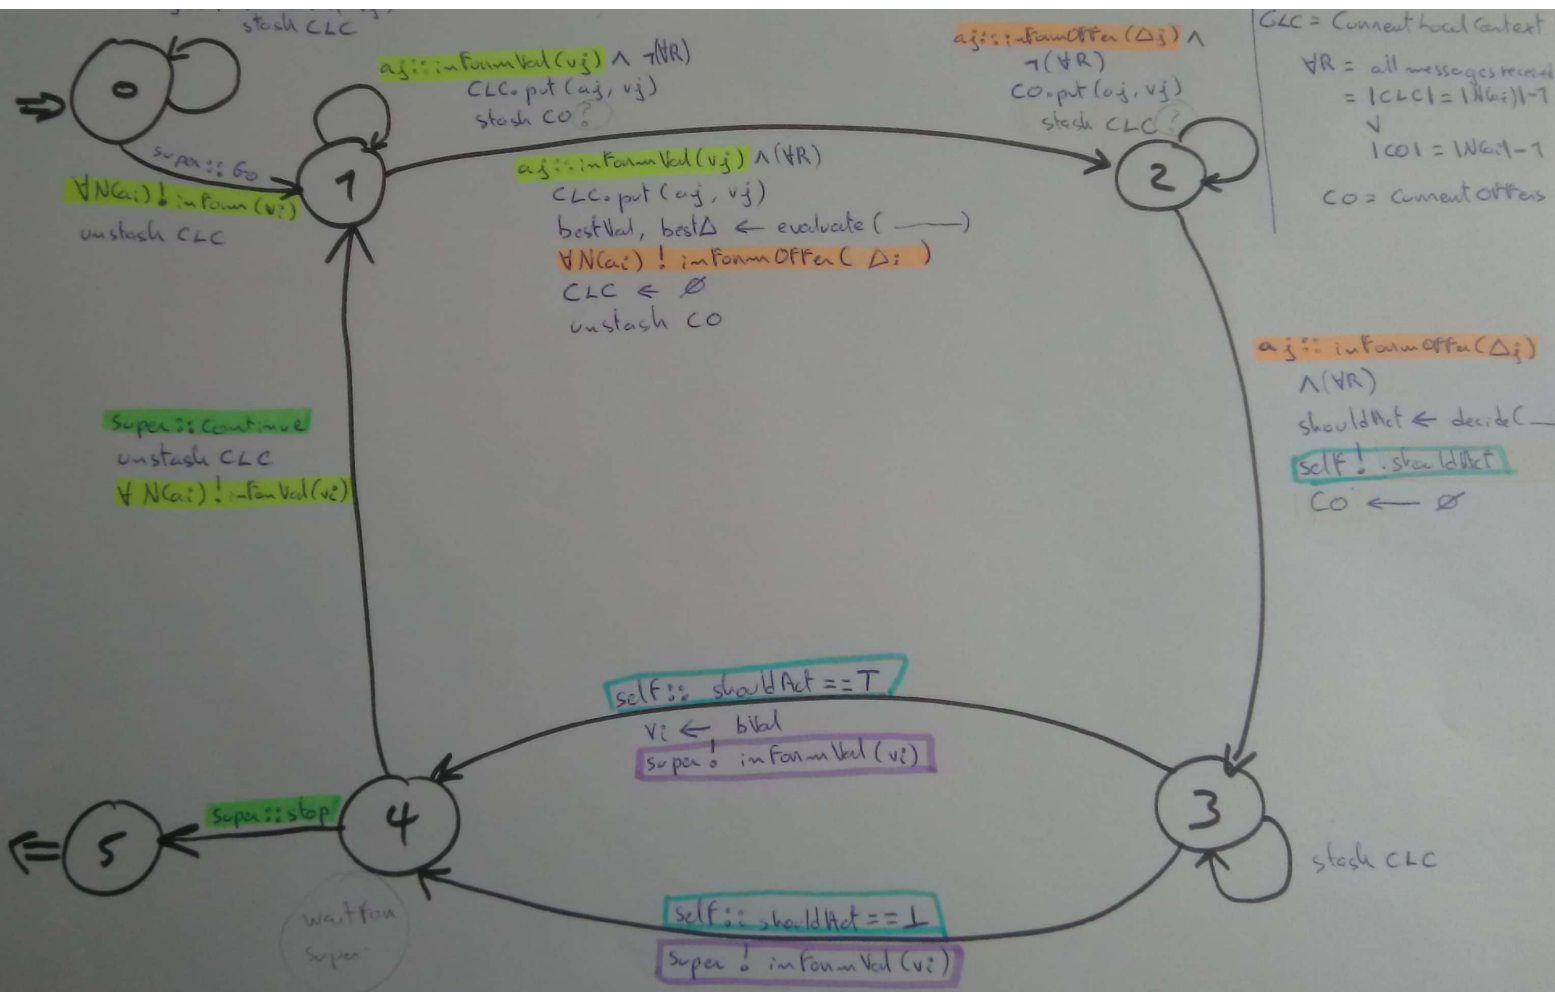 stash CLC
0
super::Go
∀N(ai)! inform(vi)
unstash CLC
aj::informVal(vj) ∧ ¬(∀R)
CLC.put(aj, vj)
stash CO?
1
aj::informVal(vj) ∧(∀R)
CLC.put(aj, vj)
bestVal, bestΔ ← evaluate( )
∀N(ai)! informOffer( Δi )
CLC ← Ø
unstash CO
aj::informOffer(Δj) ∧
¬(∀R)
CO.put(aj, vj)
stash CLC?
2
CLC = Current Local Context
∀R = all messages received
= |CLC| = |N(ai)|-1
∨
|CO| = |N(ai)|-1
CO = Current Offers
aj:: informOffer(Δj)
∧(∀R)
shouldAct ← decide(
self! shouldAct
CO ← Ø
super::Continue
unstash CLC
∀ N(ai)! informVal(vi)
self:: shouldAct == T
vi ← bVal
super! informVal(vi)
3
stash CLC
4
super::stop
5
wait for
super
self:: shouldAct == ⊥
super! informVal(vi)